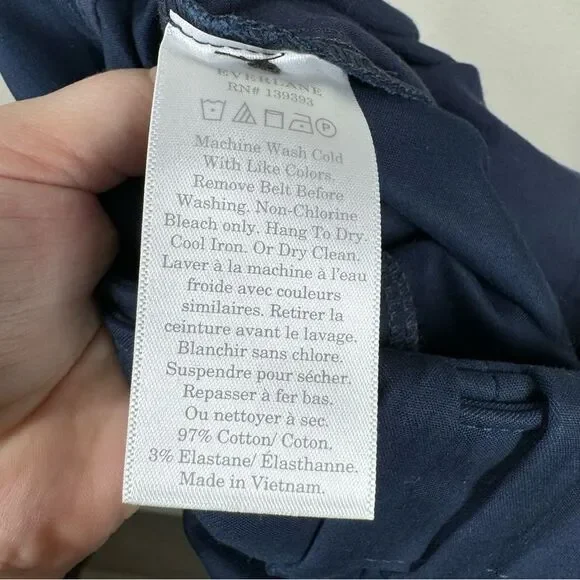 EVERLANE
RN# 139393
P
Machine Wash Cold
With Like Colors.
Remove Belt Before
Washing. Non-Chlorine
Bleach only. Hang To Dry.
Cool Iron. Or Dry Clean.
Laver à la machine à l'eau
froide avec couleurs
similaires. Retirer la
ceinture avant le lavage.
Blanchir sans chlore.
Suspendre pour sécher.
Repasser à fer bas.
Ou nettoyer à sec.
97% Cotton/ Coton.
3% Elastane/ Élasthanne.
Made in Vietnam.